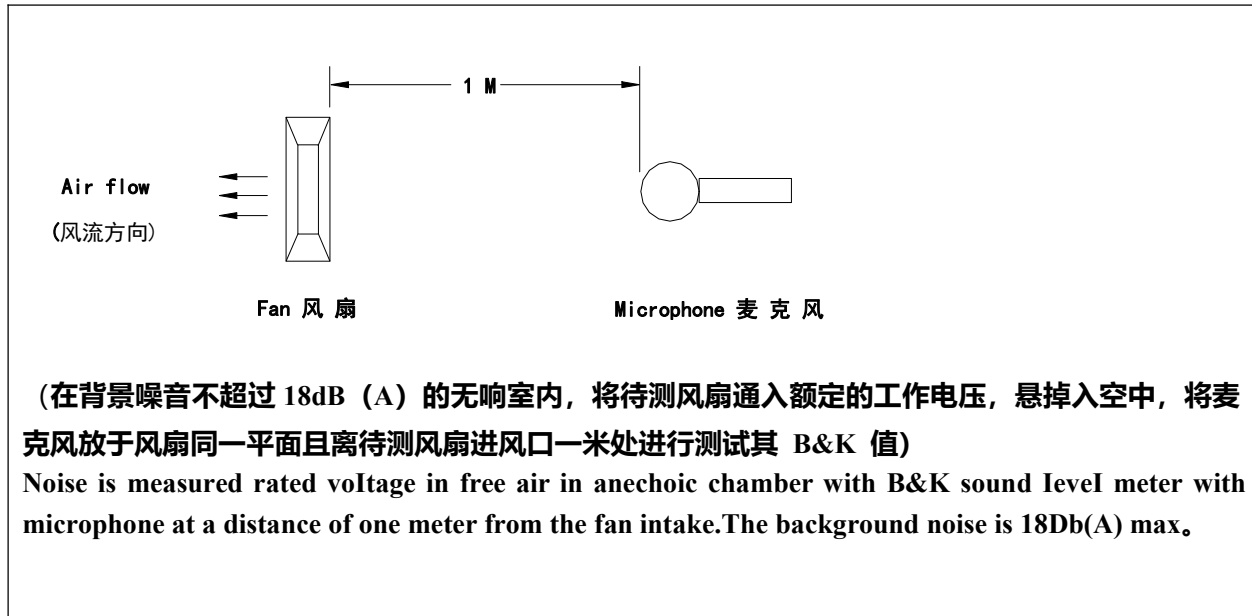 1 M
Air flow
(风流方向)
Fan 风 扇
Microphone 麦 克 风
（在背景噪音不超过 18dB（A）的无响室内，将待测风扇通入额定的工作电压，悬掉入空中，将麦
克风放于风扇同一平面且离待测风扇进风口一米处进行测试其 B&K 值）
Noise is measured rated voItage in free air in anechoic chamber with B&K sound IeveI meter with
microphone at a distance of one meter from the fan intake.The background noise is 18Db(A) max。